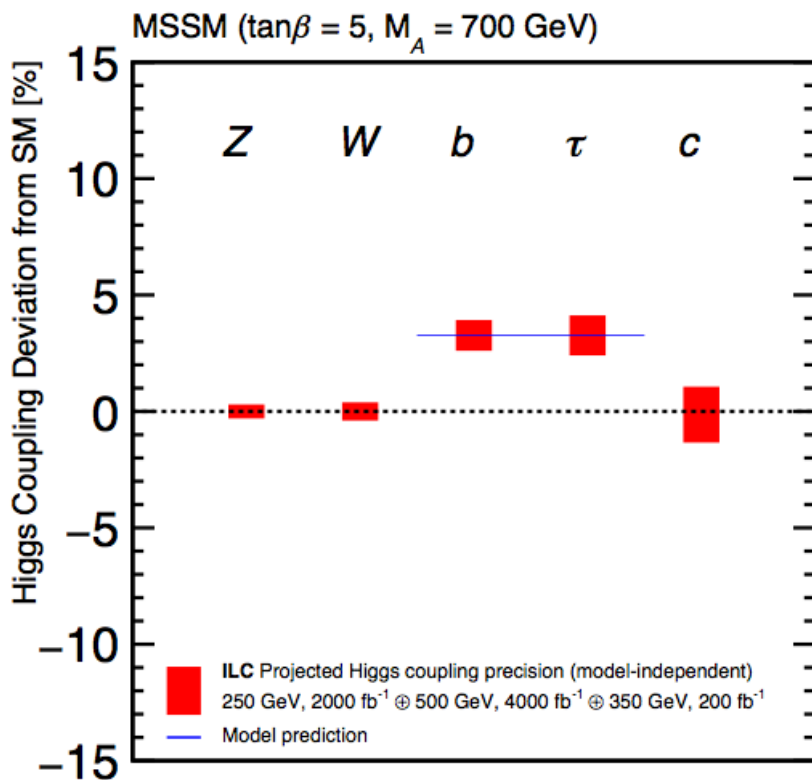 MSSM (tanβ = 5, M_A = 700 GeV)
Higgs Coupling Deviation from SM [%]
15
Z W b τ c
10
5
0
−5
−10
ILC Projected Higgs coupling precision (model-independent)
250 GeV, 2000 fb⁻¹ ⊕ 500 GeV, 4000 fb⁻¹ ⊕ 350 GeV, 200 fb⁻¹
Model prediction
−15